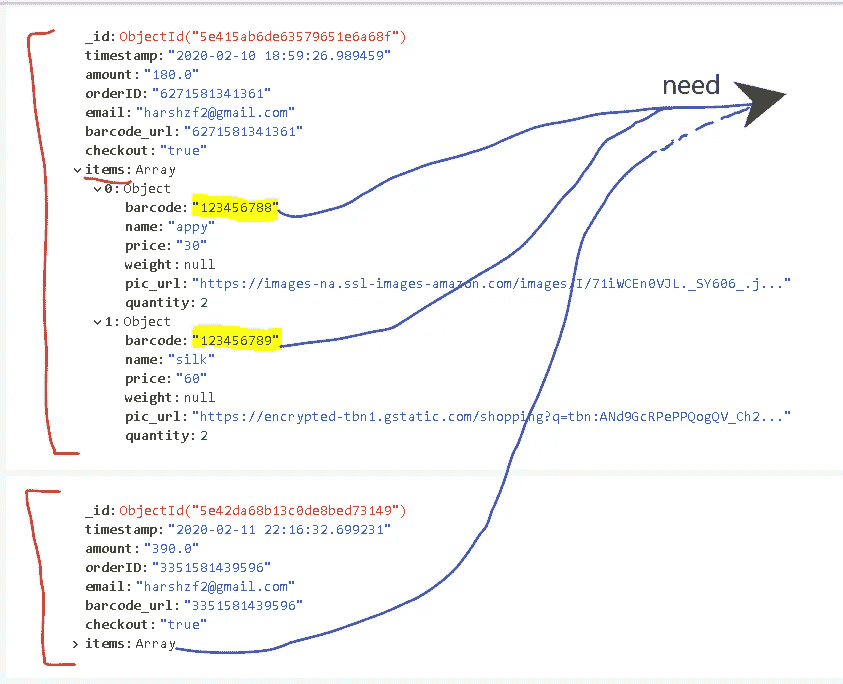 _id: ObjectId("5e415ab6de63579651e6a68f")
timestamp: "2020-02-10 18:59:26.989459"
amount: "180.0"
orderID: "6271581341361"
email: "harshzf2@gmail.com"
barcode_url: "6271581341361"
checkout: "true"
items: Array
0: Object
barcode: "123456788"
name: "appy"
price: "30"
weight: null
pic_url: "https://images-na.ssl-images-amazon.com/images/I/71iWCEn0VJL._SY606_.j..."
quantity: 2
1: Object
barcode: "123456789"
name: "silk"
price: "60"
weight: null
pic_url: "https://encrypted-tbn1.gstatic.com/shopping?q=tbn:ANd9GcRPePPQogQV_Ch2..."
quantity: 2
need
_id: ObjectId("5e42da68b13c0de8bed73149")
timestamp: "2020-02-11 22:16:32.699231"
amount: "390.0"
orderID: "3351581439596"
email: "harshzf2@gmail.com"
barcode_url: "3351581439596"
checkout: "true"
items: Array